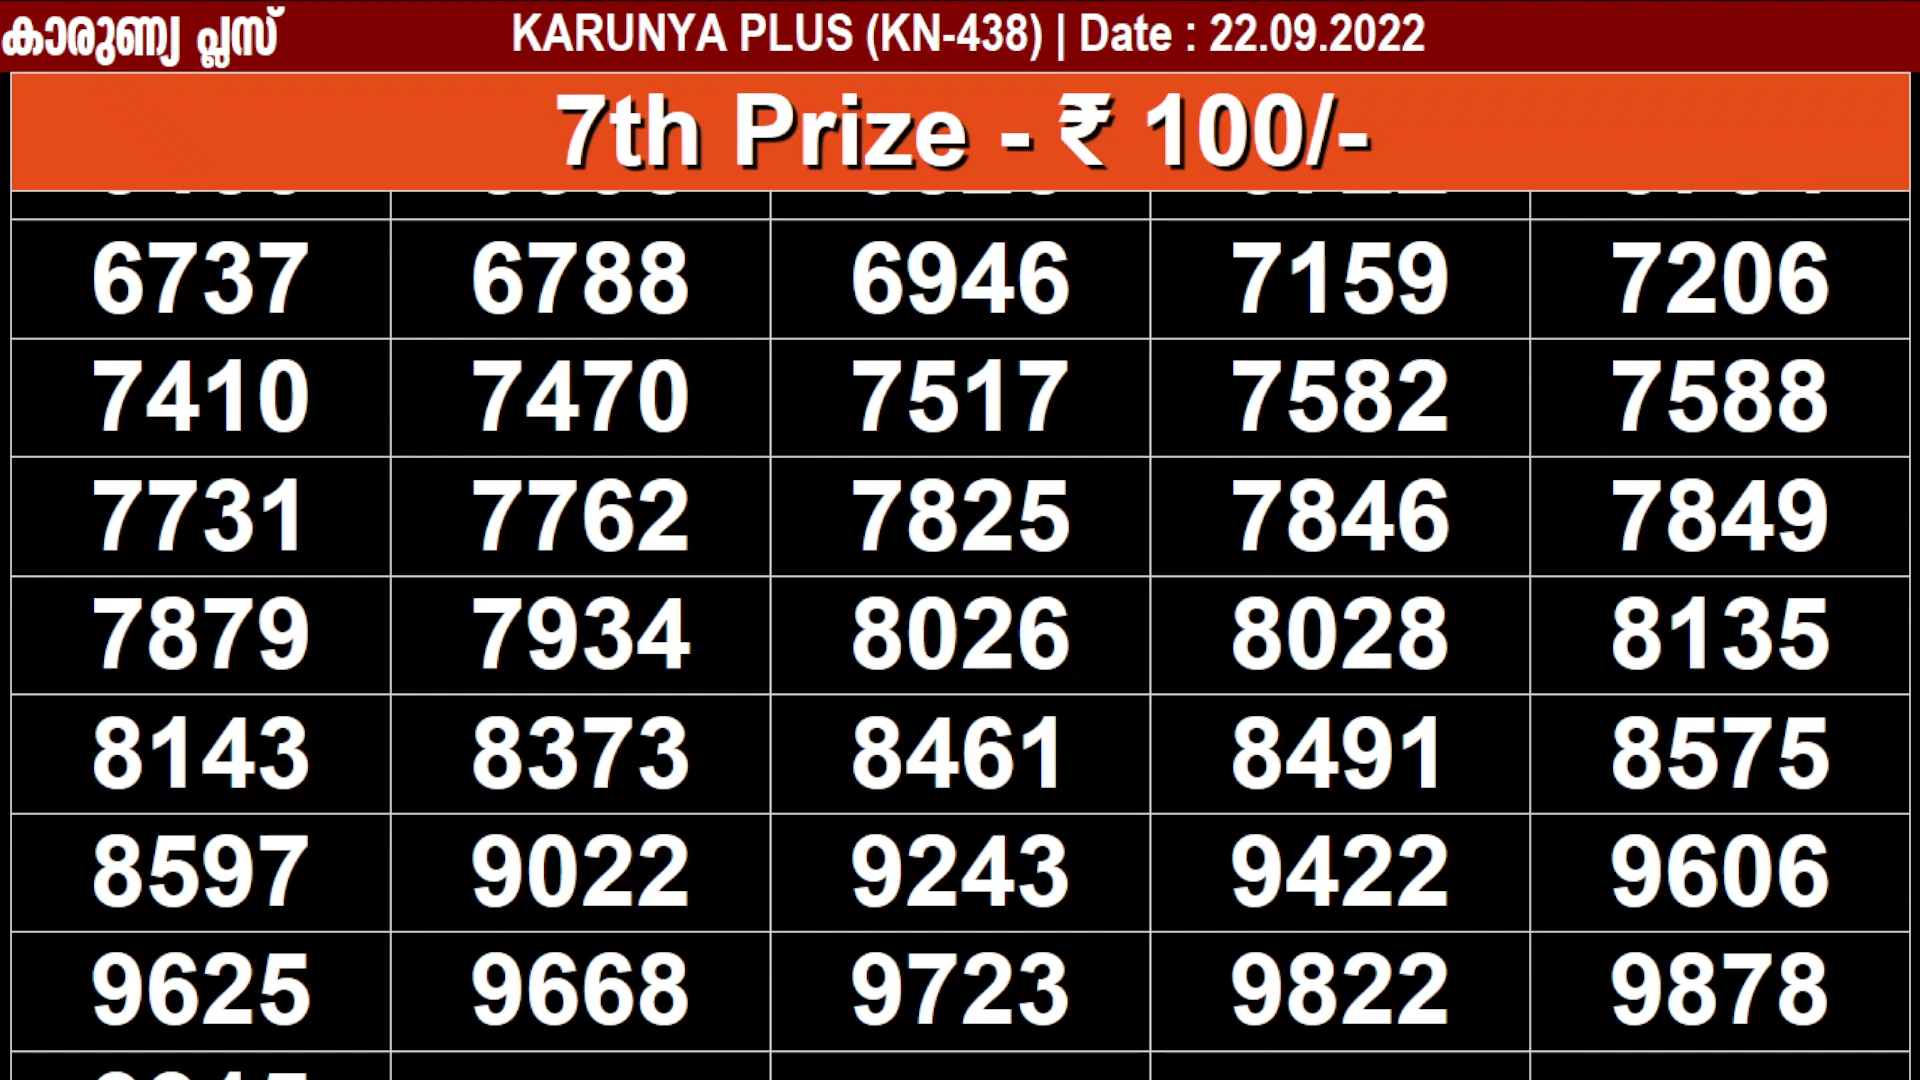 കാരുണ്യ പ്ലസ് KARUNYA PLUS (KN-438) | Date : 22.09.2022
7th Prize - ₹ 100/-
6737 6788 6946 7159 7206
7410 7470 7517 7582 7588
7731 7762 7825 7846 7849
7879 7934 8026 8028 8135
8143 8373 8461 8491 8575
8597 9022 9243 9422 9606
9625 9668 9723 9822 9878